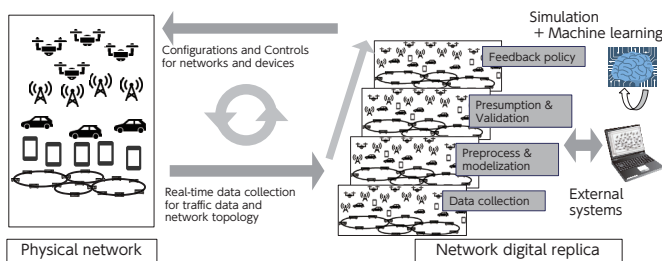 Simulation
+ Machine learning
Configurations and Controls
for networks and devices
Feedback policy
Presumption &
Validation
Preprocess &
modelization
Data collection
Real-time data collection
for traffic data and
network topology
External
systems
Physical network
Network digital replica